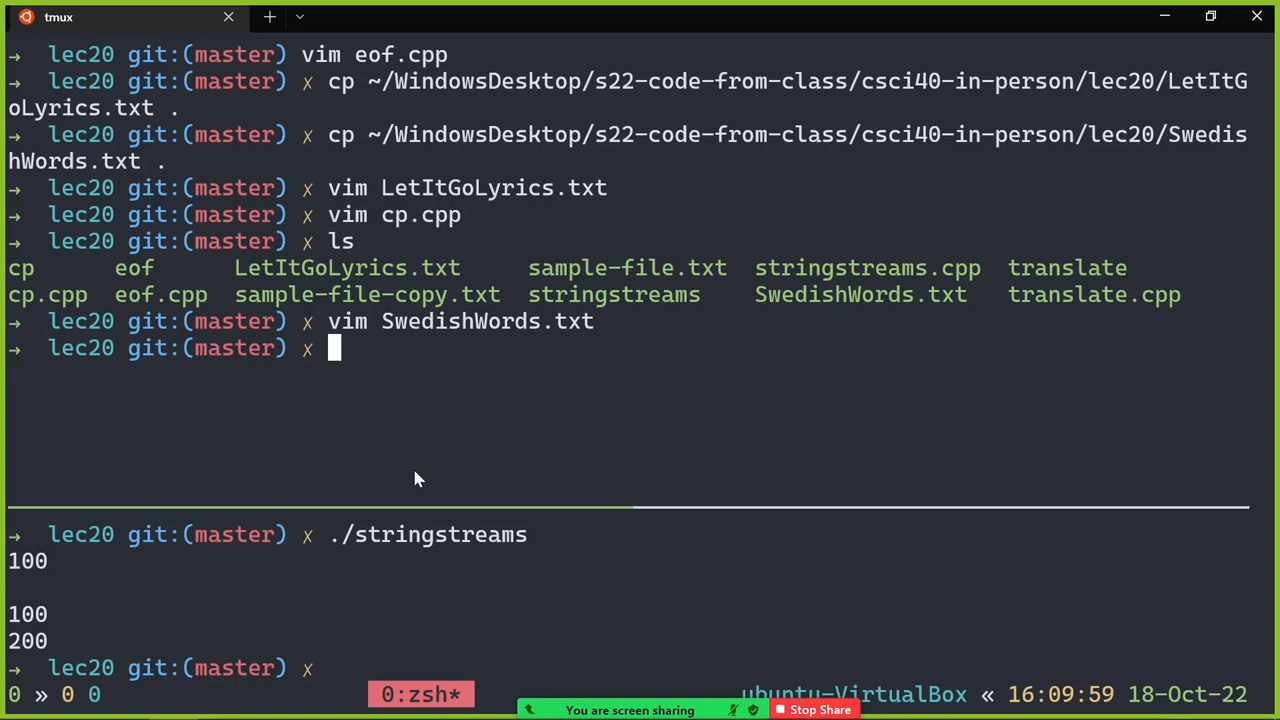 tmux
→ lec20 git:(master) vim eof.cpp
→ lec20 git:(master) ✗ cp ~/WindowsDesktop/s22-code-from-class/csci40-in-person/lec20/LetItG
oLyrics.txt .
→ lec20 git:(master) ✗ cp ~/WindowsDesktop/s22-code-from-class/csci40-in-person/lec20/Swedis
hWords.txt .
→ lec20 git:(master) ✗ vim LetItGoLyrics.txt
→ lec20 git:(master) ✗ vim cp.cpp
→ lec20 git:(master) ✗ ls
cp eof LetItGoLyrics.txt sample-file.txt stringstreams.cpp translate
cp.cpp eof.cpp sample-file-copy.txt stringstreams SwedishWords.txt translate.cpp
→ lec20 git:(master) ✗ vim SwedishWords.txt
→ lec20 git:(master) ✗
→ lec20 git:(master) ✗ ./stringstreams
100
100
200
→ lec20 git:(master) ✗
0 » 0 0 0:zsh* ubuntu-VirtualBox « 16:09:59 18-Oct-22
You are screen sharing Stop Share